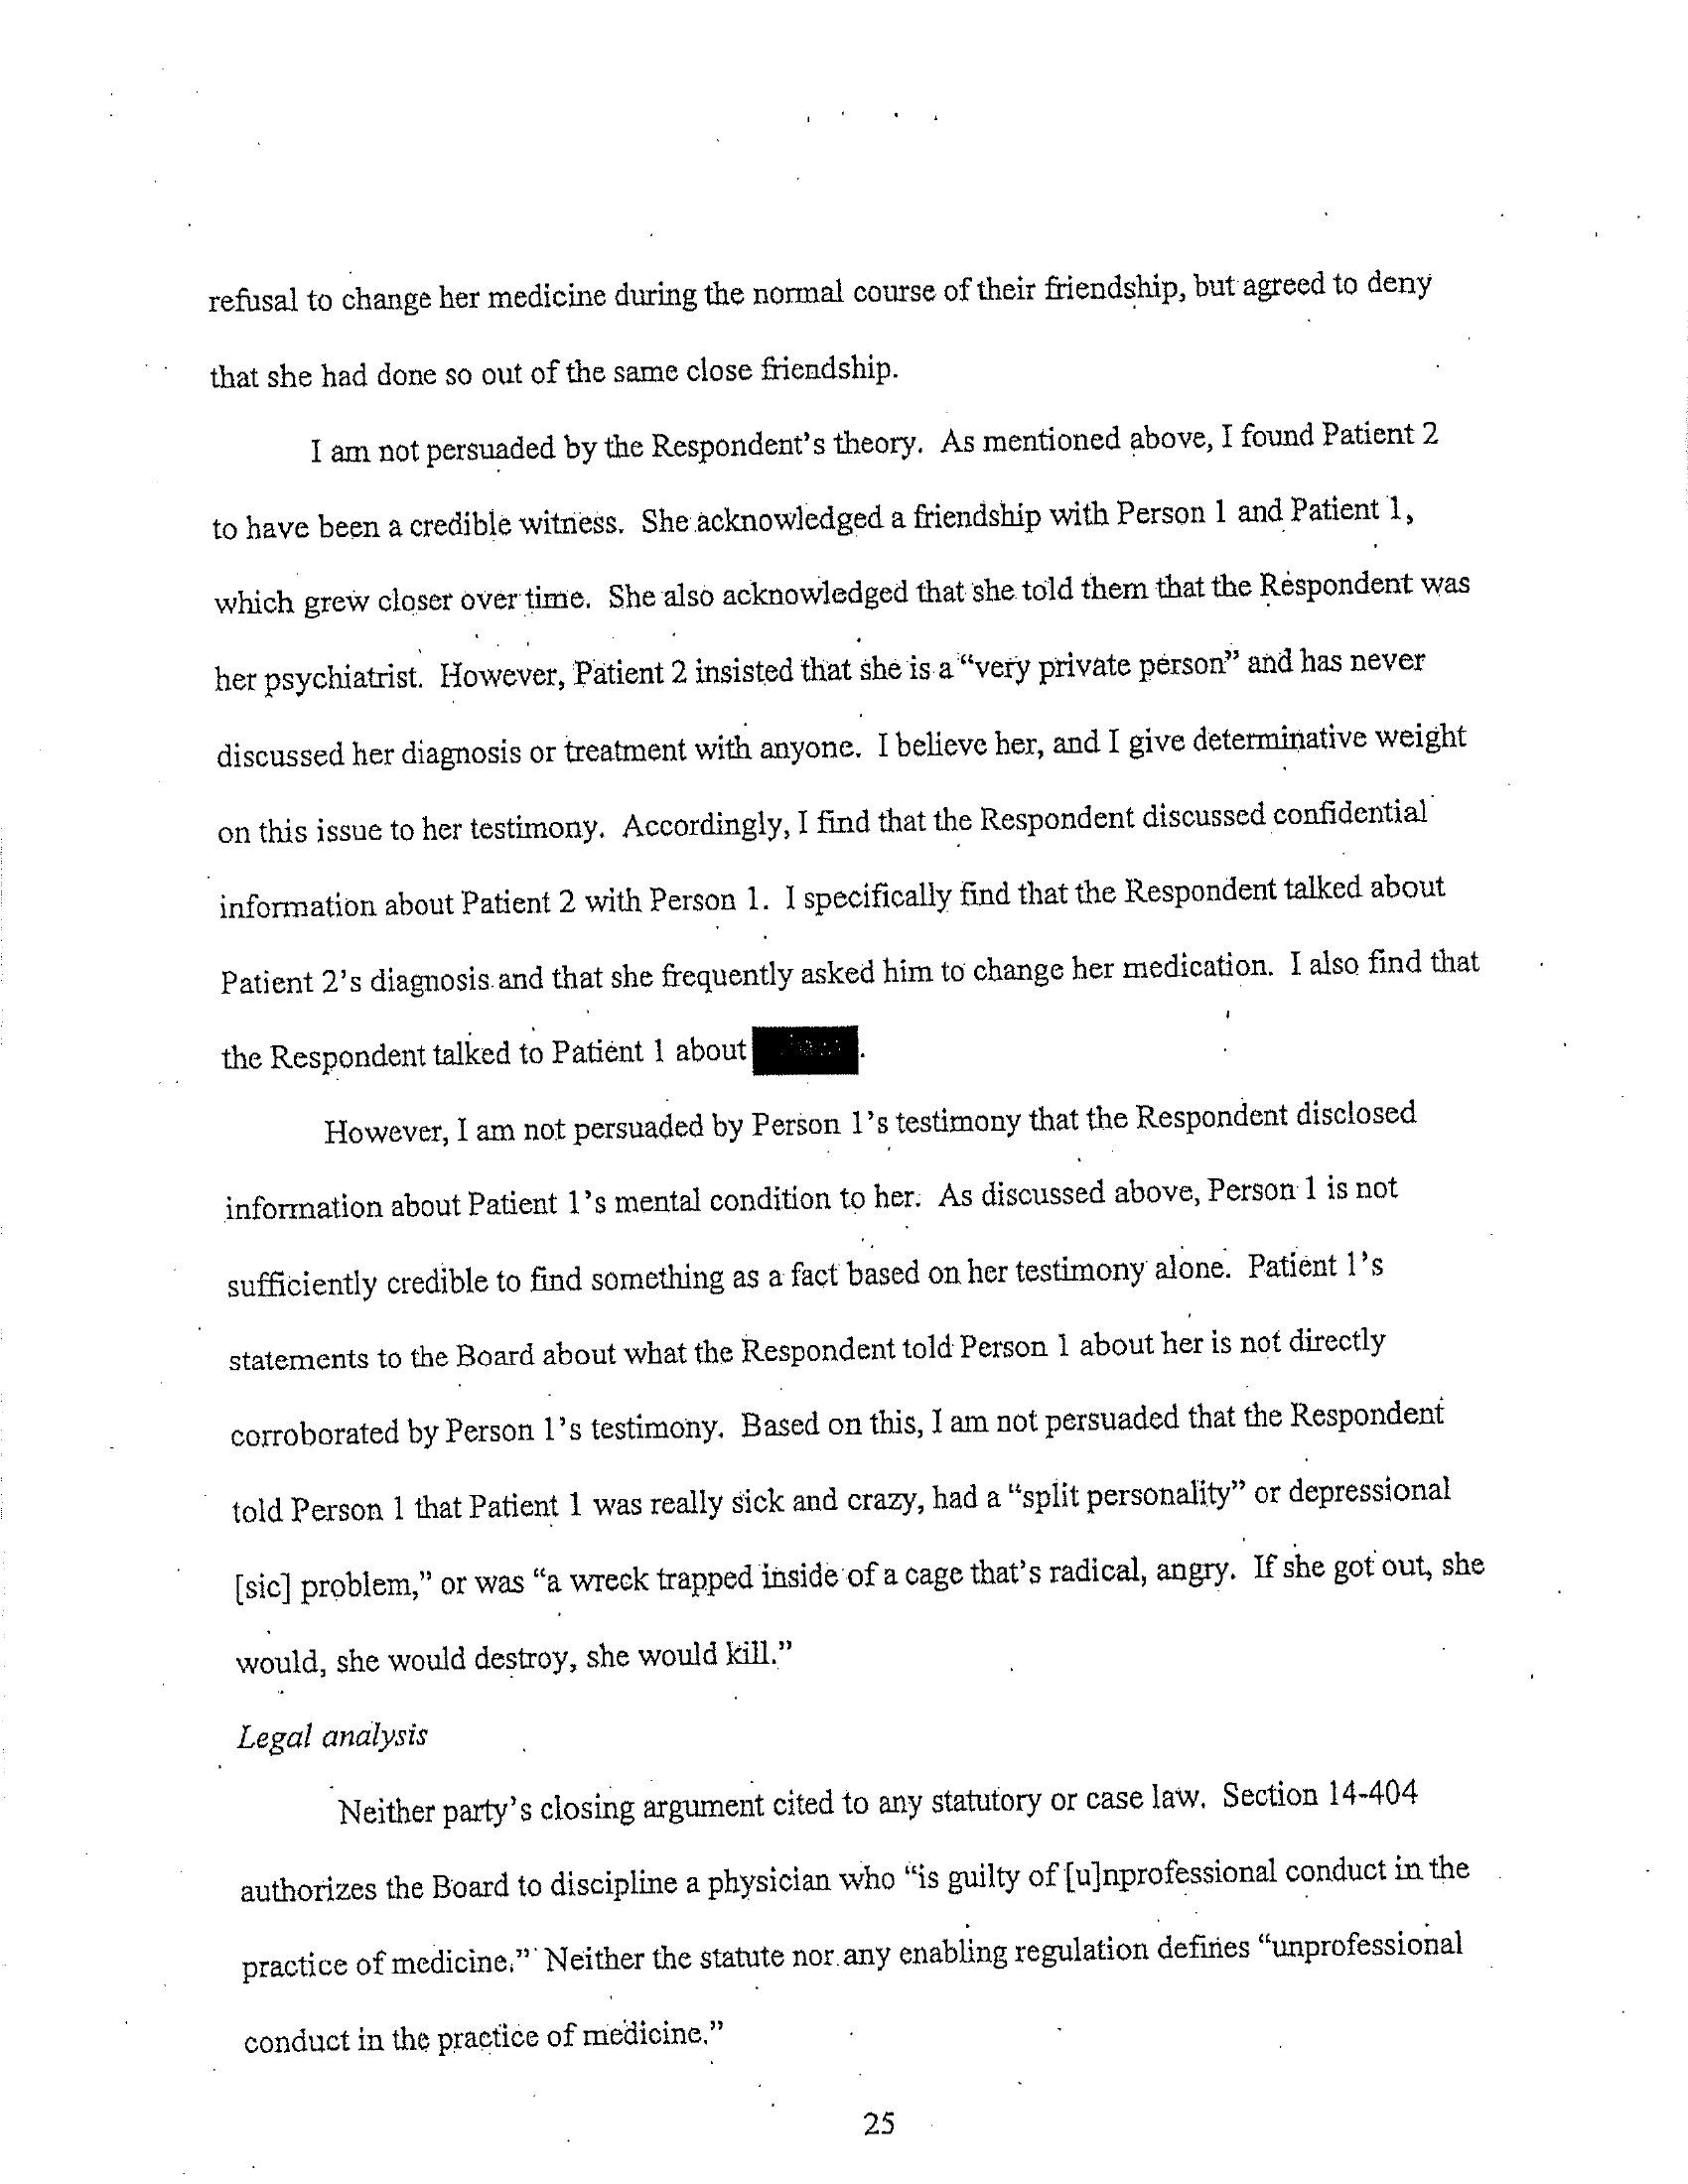 refusal to change her medicine during the normal course of their friendship, but agreed to deny
that she had done so out of the same close friendship.
I am not persuaded by the Respondent's theory. As mentioned above, I found Patient 2
to have been a credible witness. She acknowledged a friendship with Person 1 and Patient 1,
which grew closer over time. She also acknowledged that she told them that the Respondent was
her psychiatrist. However, Patient 2 insisted that she is a “very private person” and has never
discussed her diagnosis or treatment with anyone. I believe her, and I give determinative weight
on this issue to her testimony. Accordingly, I find that the Respondent discussed confidential
information about Patient 2 with Person 1. I specifically find that the Respondent talked about
Patient 2's diagnosis and that she frequently asked him to change her medication. I also find that
the Respondent talked to Patient 1 about .
However, I am not persuaded by Person 1's testimony that the Respondent disclosed
information about Patient 1's mental condition to her. As discussed above, Person 1 is not
sufficiently credible to find something as a fact based on her testimony alone. Patient 1's
statements to the Board about what the Respondent told Person 1 about her is not directly
corroborated by Person 1's testimony. Based on this, I am not persuaded that the Respondent
told Person 1 that Patient 1 was really sick and crazy, had a “split personality” or depressional
[sic] problem,” or was “a wreck trapped inside of a cage that's radical, angry. If she got out, she
would, she would destroy, she would kill.”
Legal analysis
Neither party's closing argument cited to any statutory or case law. Section 14-404
authorizes the Board to discipline a physician who “is guilty of [u]nprofessional conduct in the
practice of medicine.” Neither the statute nor any enabling regulation defines “unprofessional
conduct in the practice of medicine.”
25